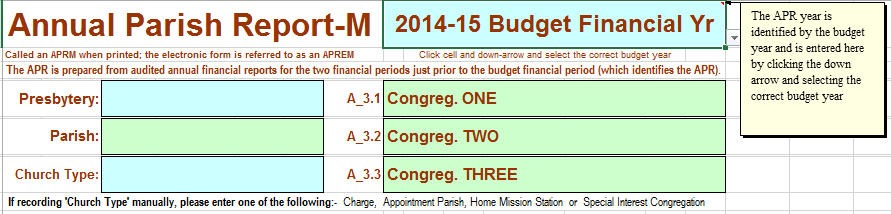 Annual Parish Report-M 2014-15 Budget Financial Yr
Called an APRM when printed; the electronic form is referred to as an APREM Click cell and down-arrow and select the correct budget year
The APR is prepared from audited annual financial reports for the two financial periods just prior to the budget financial period (which identifies the APR).
Presbytery: A_3.1 Congreg. ONE
Parish: A_3.2 Congreg. TWO
Church Type: A_3.3 Congreg. THREE
If recording 'Church Type' manually, please enter one of the following:- Charge, Appointment Parish, Home Mission Station or Special Interest Congregation
The APR year is
identified by the budget
year and is entered here
by clicking the down
arrow and selecting the
correct budget year